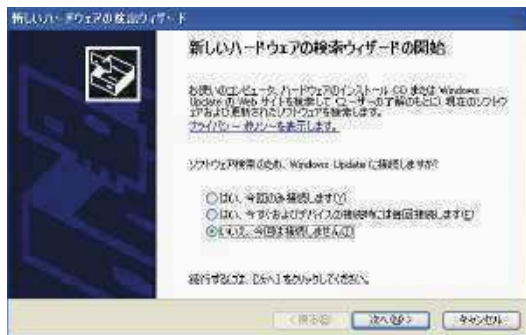 新しいハードウェアの検索ウィザード
新しいハードウェアの検索ウィザードの開始
お使いのコンピュータ、ハードウェアのインストール CD または Windows
Update の Web サイトを検索して (ユーザーの了解のもとに) 現在のソフトウ
ェアおよび更新されたソフトウェアを検索します。
プライバシー ポリシーを表示します。
ソフトウェア検索のため、Windows Update に接続しますか?
はい、今回のみ接続します(Y)
はい、今すぐおよびデバイスの接続時には毎回接続します(E)
いいえ、今回は接続しません(T)
続行するには、[次へ] をクリックしてください。
< 戻る(B)
次へ(N) >
キャンセル